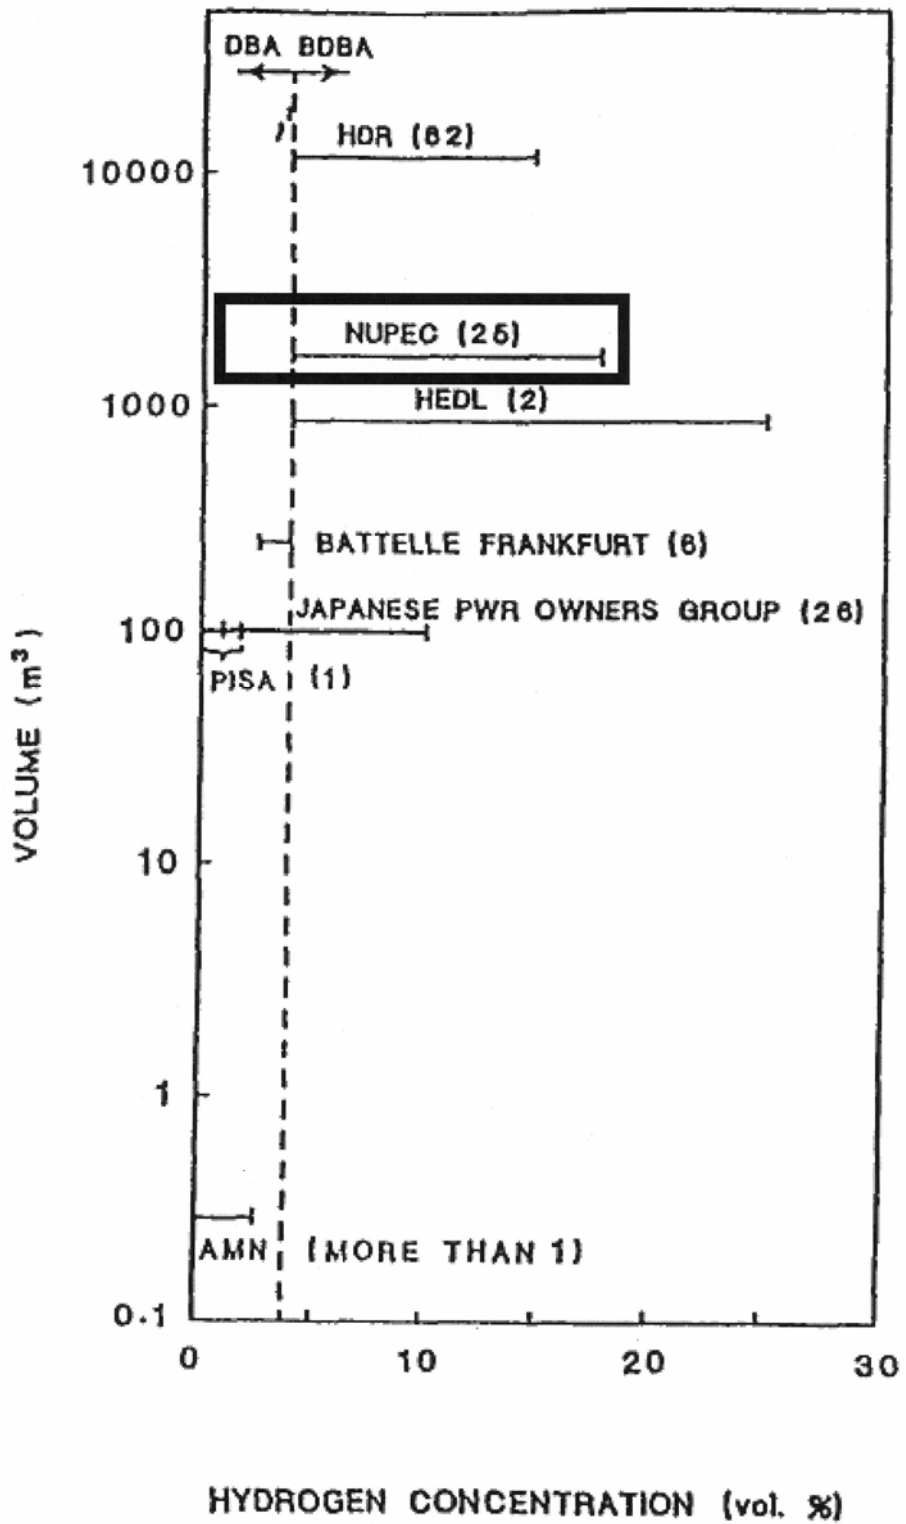 DBA BDBA
HDR (62)
10000
NUPEC (25)
1000
HEDL (2)
BATTELLE FRANKFURT (6)
JAPANESE PWR OWNERS GROUP (26)
100
PISA (1)
VOLUME (m³)
10
1
AMN (MORE THAN 1)
0.1
0 10 20 30
HYDROGEN CONCENTRATION (vol. %)